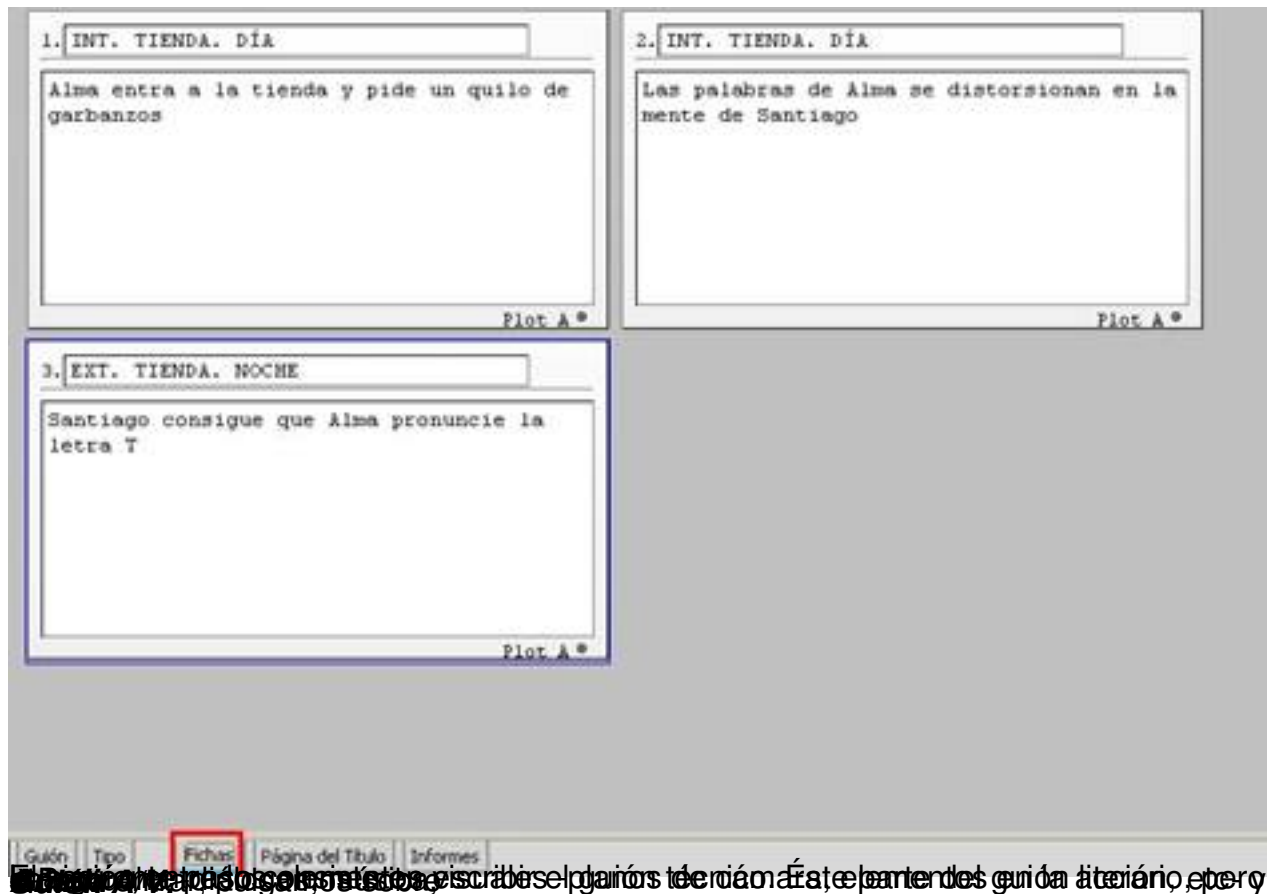 1. INT. TIENDA. DÍA
Alma entra a la tienda y pide un quilo de
garbanzos
Plot A
2. INT. TIENDA. DÍA
Las palabras de Alma se distorsionan en la
mente de Santiago
Plot A
3. EXT. TIENDA. NOCHE
Santiago consigue que Alma pronuncie la
letra T
Plot A
Guión Tipo Fichas Página del Título Informes